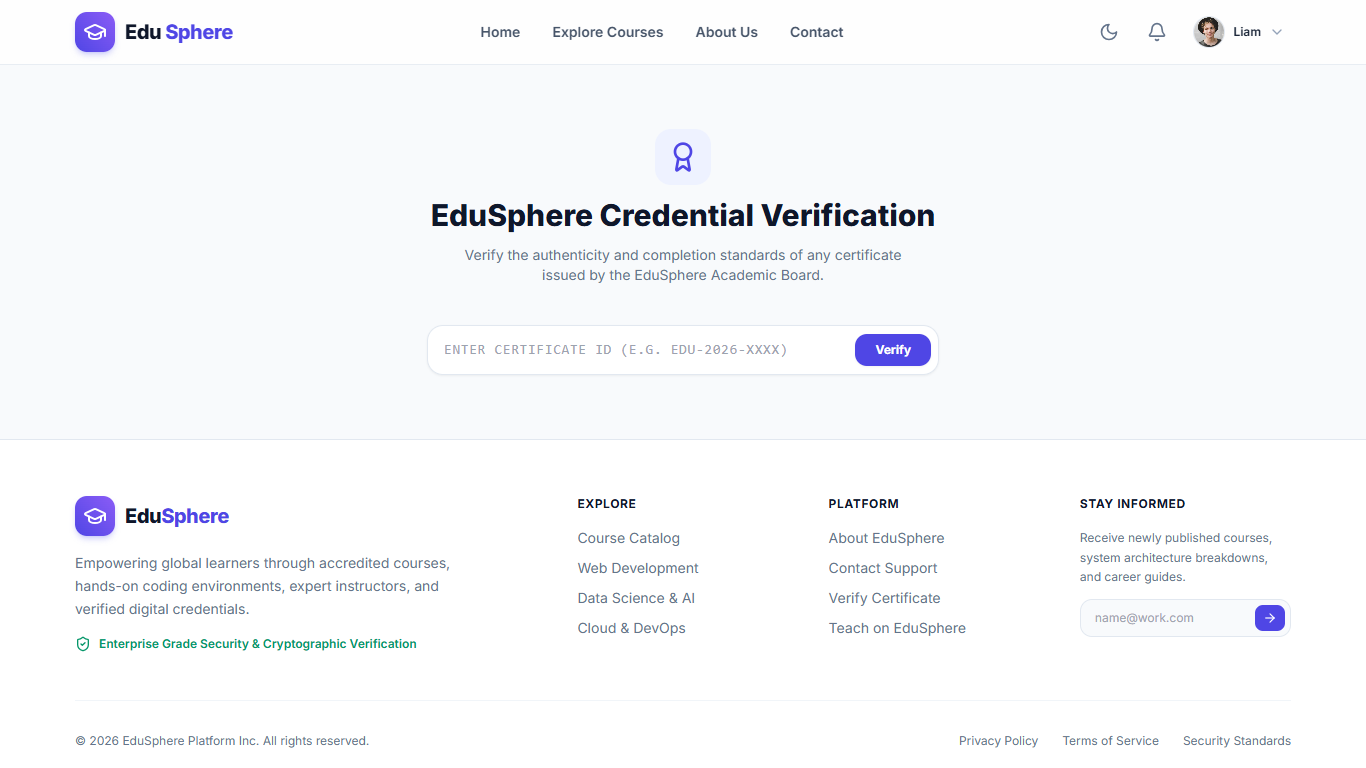 Edu Sphere
Home
Explore Courses
About Us
Contact
Liam
EduSphere Credential Verification
Verify the authenticity and completion standards of any certificate
issued by the EduSphere Academic Board.
ENTER CERTIFICATE ID (E.G. EDU-2026-XXXX)
Verify
EduSphere
Empowering global learners through accredited courses,
hands-on coding environments, expert instructors, and
verified digital credentials.
Enterprise Grade Security & Cryptographic Verification
EXPLORE
Course Catalog
Web Development
Data Science & AI
Cloud & DevOps
PLATFORM
About EduSphere
Contact Support
Verify Certificate
Teach on EduSphere
STAY INFORMED
Receive newly published courses,
system architecture breakdowns,
and career guides.
name@work.com
© 2026 EduSphere Platform Inc. All rights reserved.
Privacy Policy
Terms of Service
Security Standards